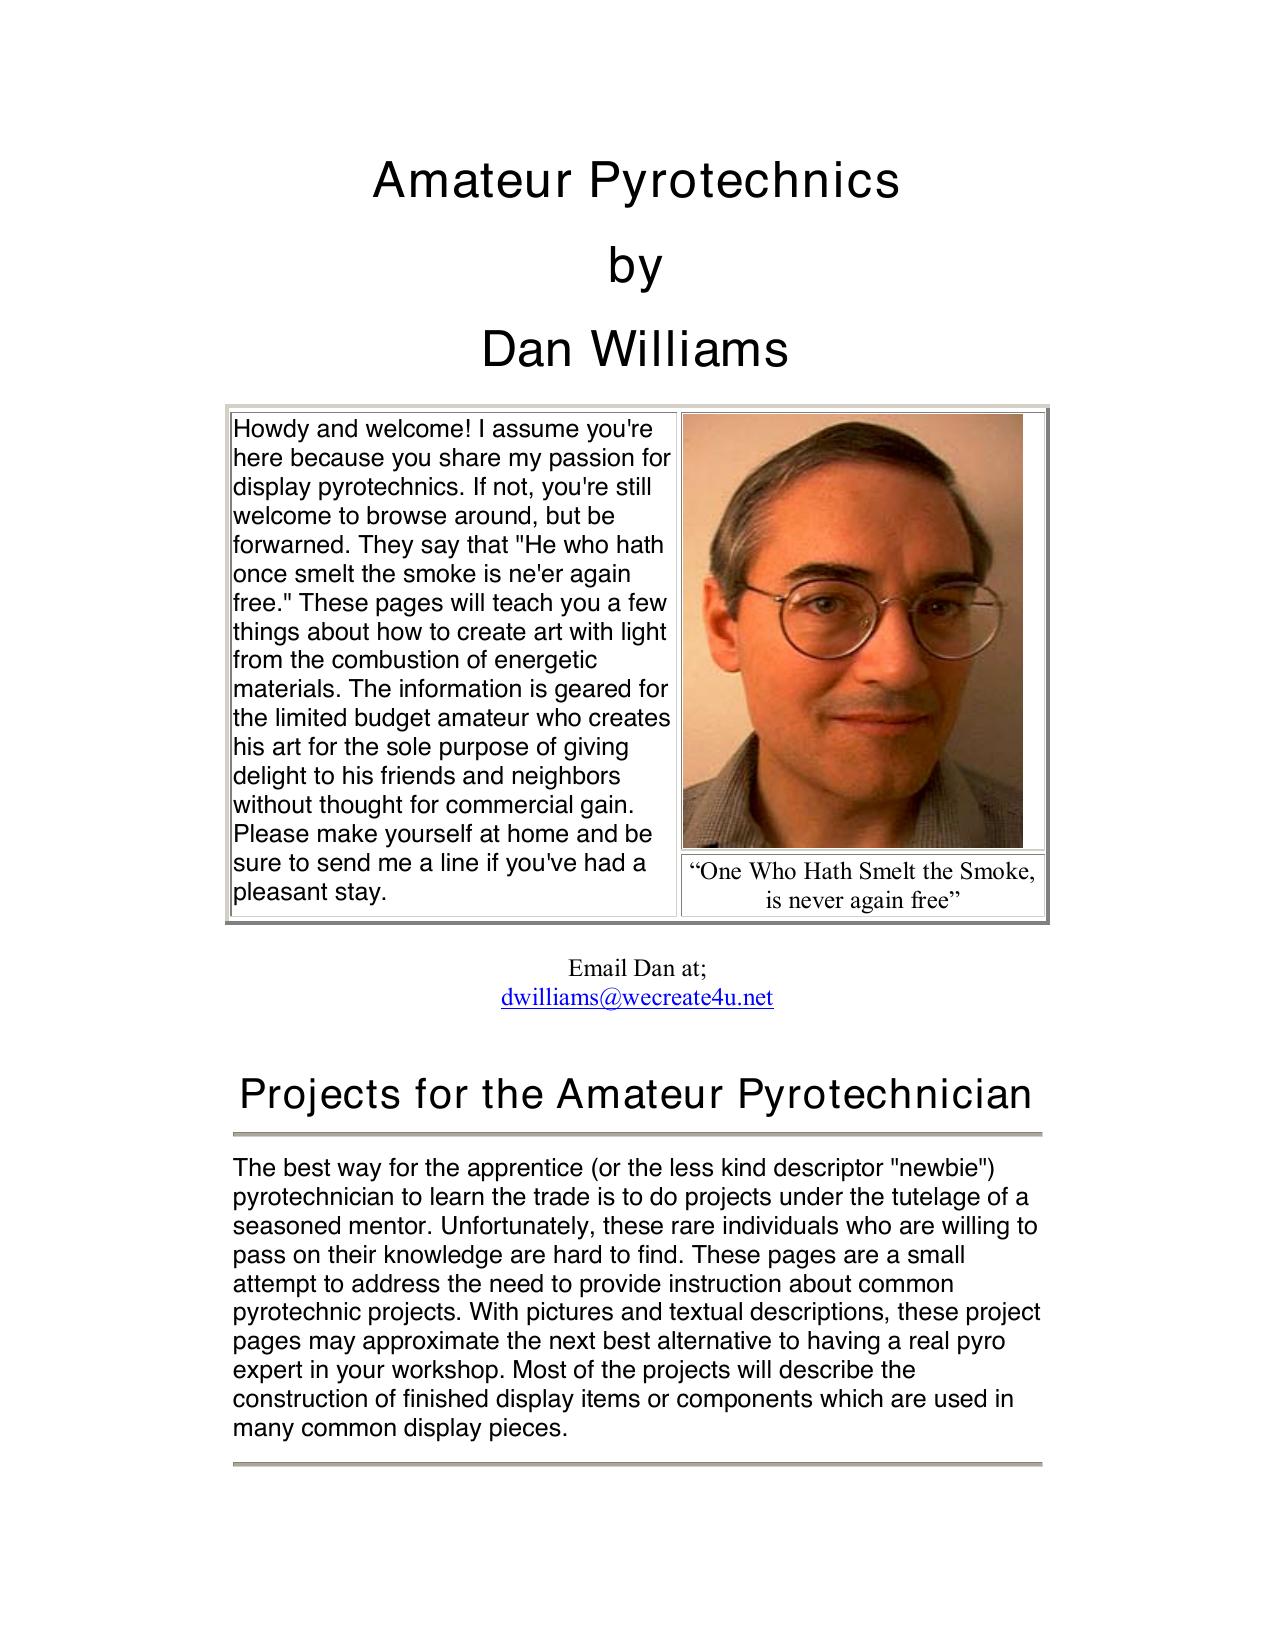 Amateur Pyrotechnics
by
Dan Williams
Howdy and welcome! I assume you're
here because you share my passion for
display pyrotechnics. If not, you're still
welcome to browse around, but be
forwarned. They say that "He who hath
once smelt the smoke is ne'er again
free." These pages will teach you a few
things about how to create art with light
from the combustion of energetic
materials. The information is geared for
the limited budget amateur who creates
his art for the sole purpose of giving
delight to his friends and neighbors
without thought for commercial gain.
Please make yourself at home and be
sure to send me a line if you've had a
pleasant stay.
“One Who Hath Smelt the Smoke,
is never again free”
Email Dan at;
dwilliams@wecreate4u.net
Projects for the Amateur Pyrotechnician
The best way for the apprentice (or the less kind descriptor "newbie")
pyrotechnician to learn the trade is to do projects under the tutelage of a
seasoned mentor. Unfortunately, these rare individuals who are willing to
pass on their knowledge are hard to find. These pages are a small
attempt to address the need to provide instruction about common
pyrotechnic projects. With pictures and textual descriptions, these project
pages may approximate the next best alternative to having a real pyro
expert in your workshop. Most of the projects will describe the
construction of finished display items or components which are used in
many common display pieces.